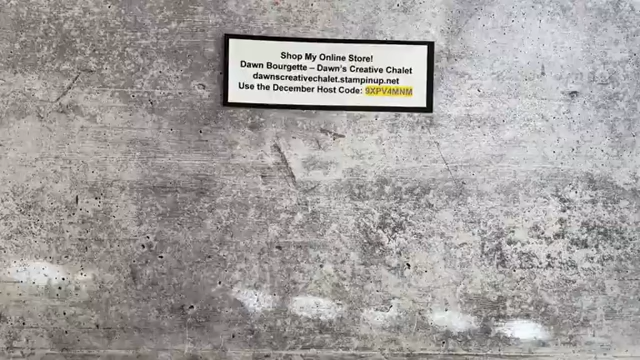 Shop My Online Store!
Dawn Bourgette – Dawn's Creative Chalet
dawnscreativechalet.stampinup.net
Use the December Host Code: 9XPV4MNM